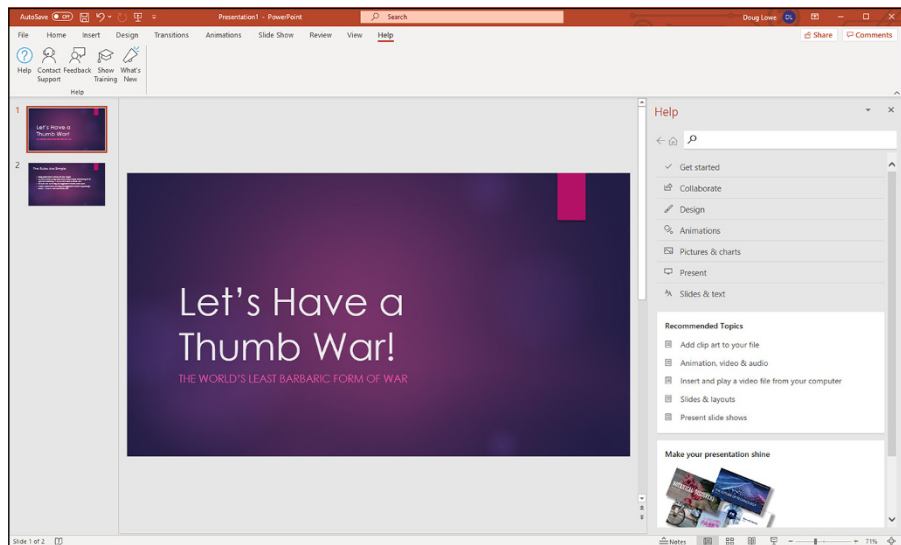 AutoSave Off Presentation1 - PowerPoint Search Doug Lowe DL
File Home Insert Design Transitions Animations Slide Show Review View Help Share Comments
Help Contact Support Feedback Show Training What's New
Help
1
Let's Have a
Thumb War!
2
The Rules Are Simple
Let's Have a
Thumb War!
THE WORLD'S LEAST BARBARIC FORM OF WAR
Help
Get started
Collaborate
Design
Animations
Pictures & charts
Present
Slides & text
Recommended Topics
Add clip art to your file
Animation, video & audio
Insert and play a video file from your computer
Slides & layouts
Present slide shows
Make your presentation shine
Slide 1 of 2 Notes 71%